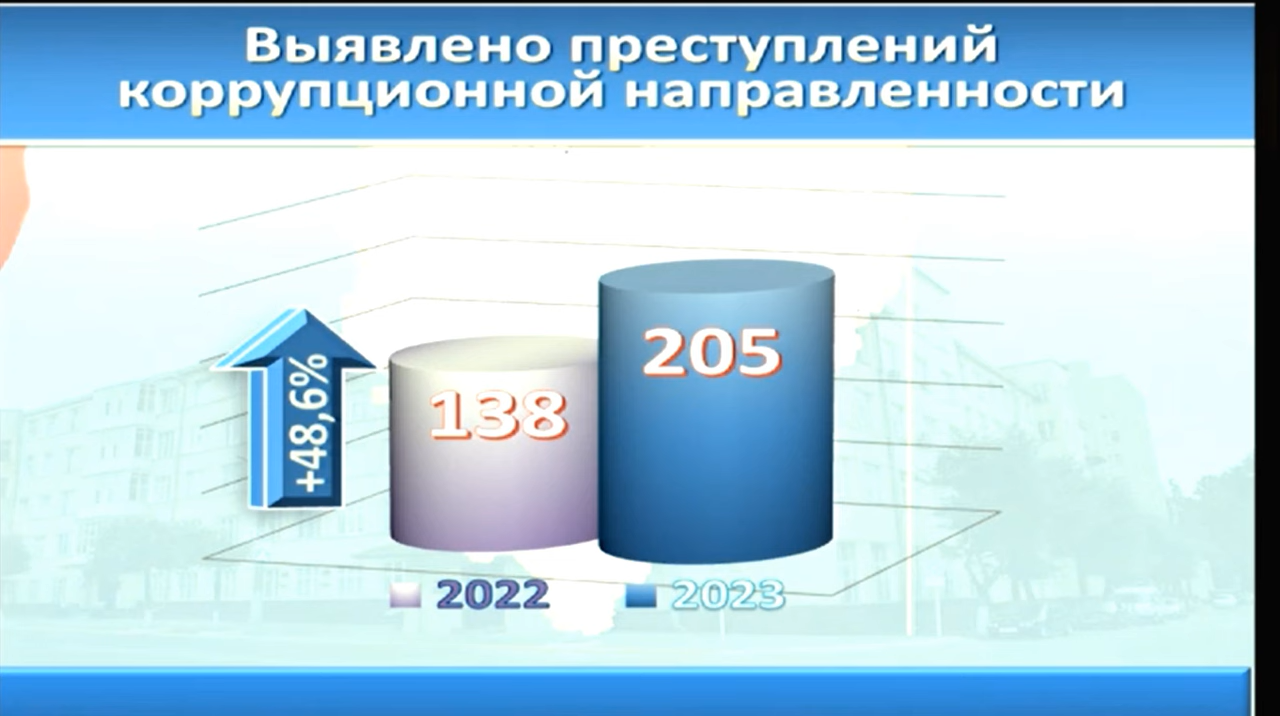 Выявлено преступлений
коррупционной направленности
+48,6%
138
205
2022
2023